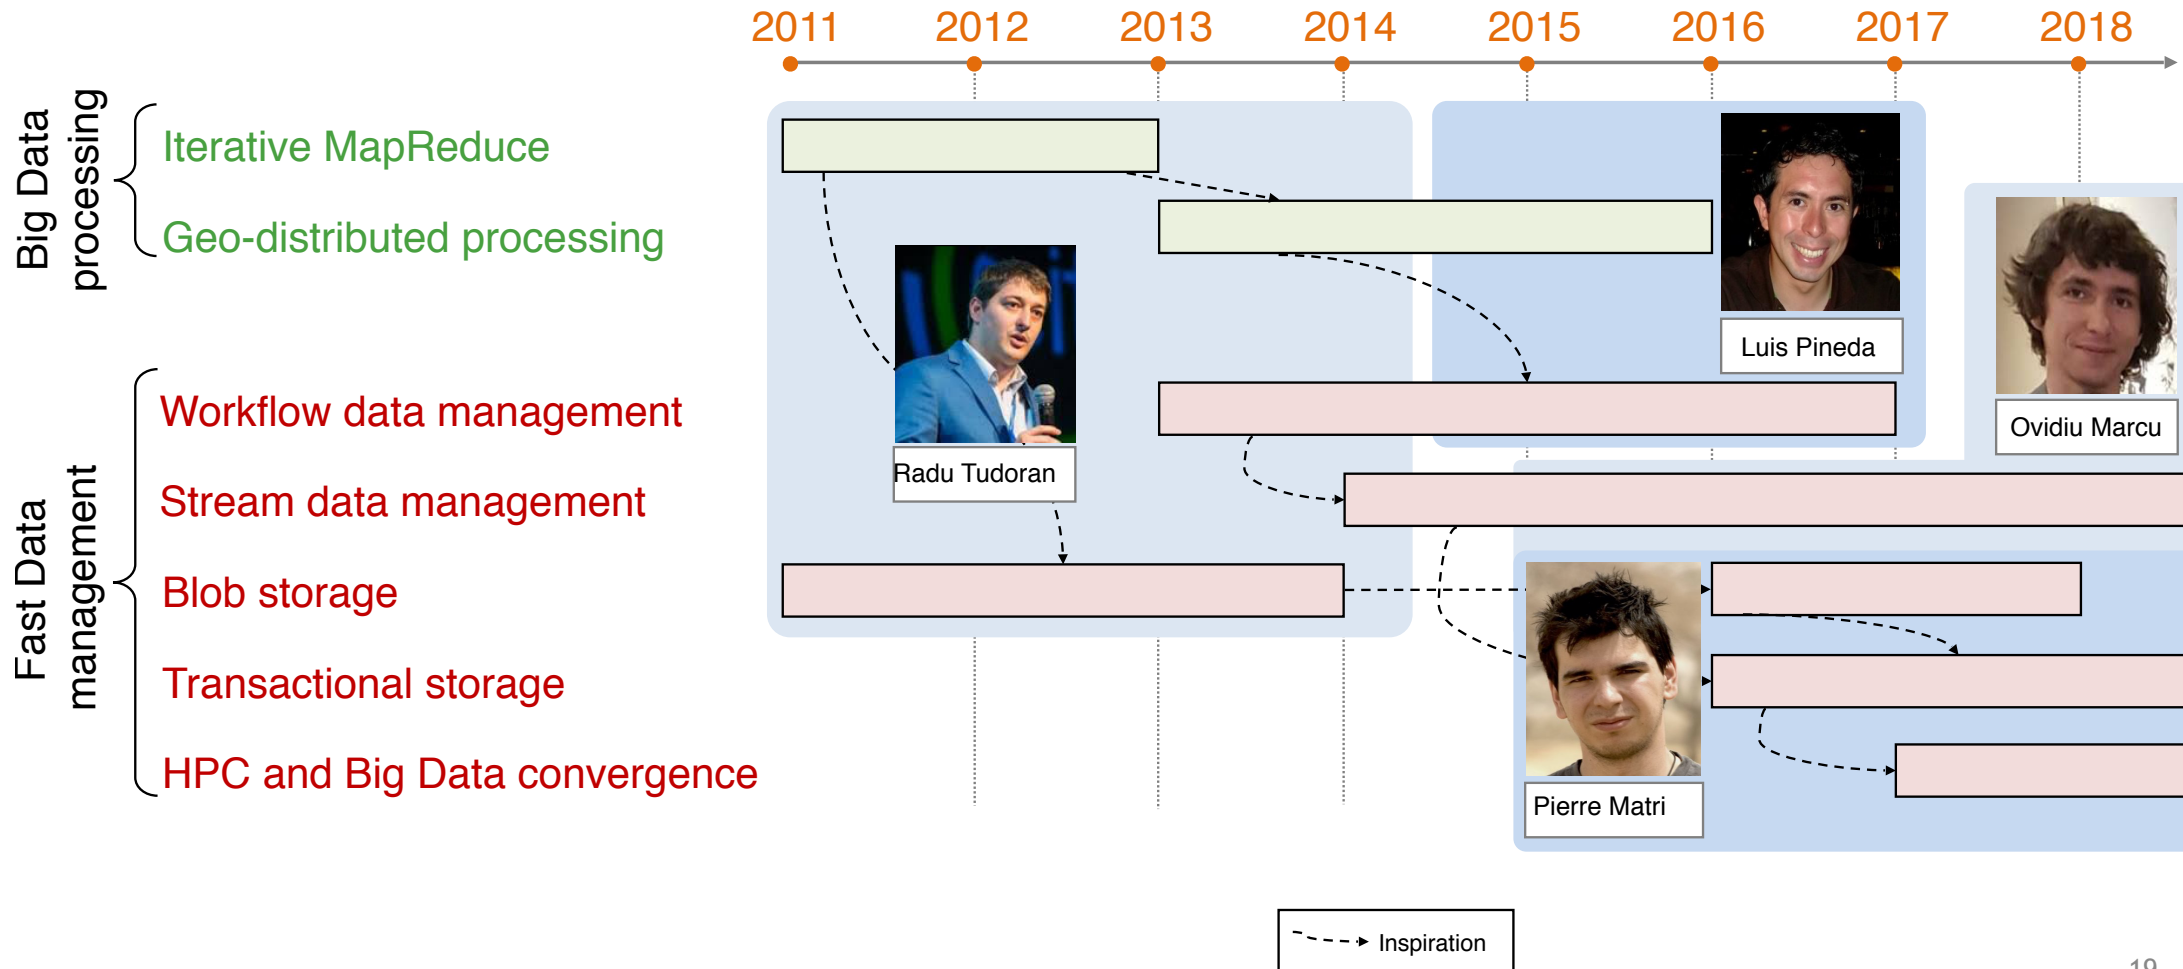 2011 2012 2013 2014 2015 2016 2017 2018
Big Data
processing
Iterative MapReduce
Geo-distributed processing
Luis Pineda
Ovidiu Marcu
Radu Tudoran
Fast Data
management
Workflow data management
Stream data management
Blob storage
Transactional storage
HPC and Big Data convergence
Pierre Matri
Inspiration
19